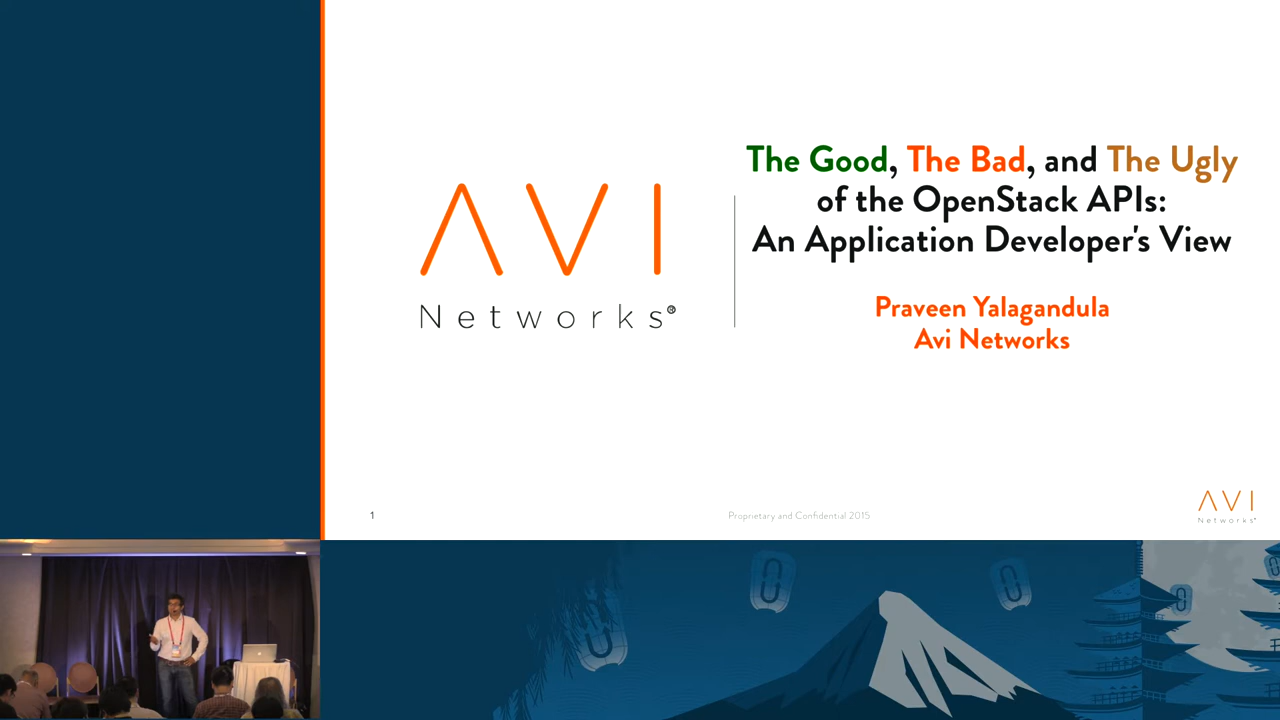 AVI
Networks®
The Good, The Bad, and The Ugly
of the OpenStack APIs:
An Application Developer's View
Praveen Yalagandula
Avi Networks
1
Proprietary and Confidential 2015
AVI
Networks®